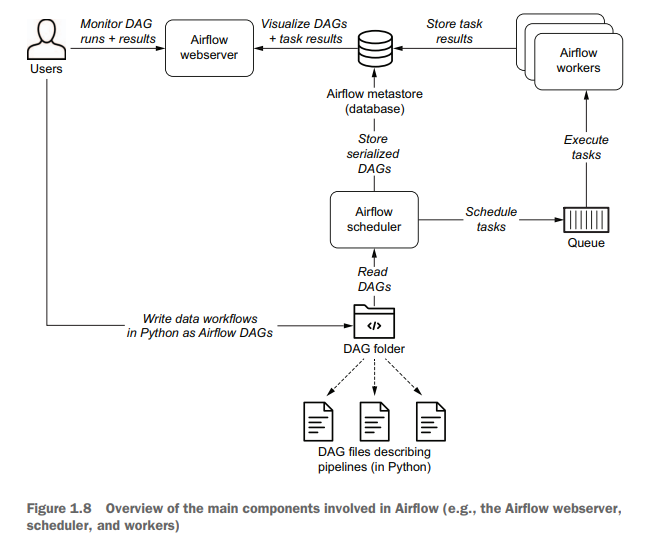 Monitor DAG
runs + results
Users
Airflow
webserver
Visualize DAGs
+ task results
Airflow metastore
(database)
Store task
results
Airflow
workers
Store
serialized
DAGs
Execute
tasks
Airflow
scheduler
Schedule
tasks
Queue
Read
DAGs
Write data workflows
in Python as Airflow DAGs
</>
DAG folder
DAG files describing
pipelines (in Python)
Figure 1.8 Overview of the main components involved in Airflow (e.g., the Airflow webserver,
scheduler, and workers)